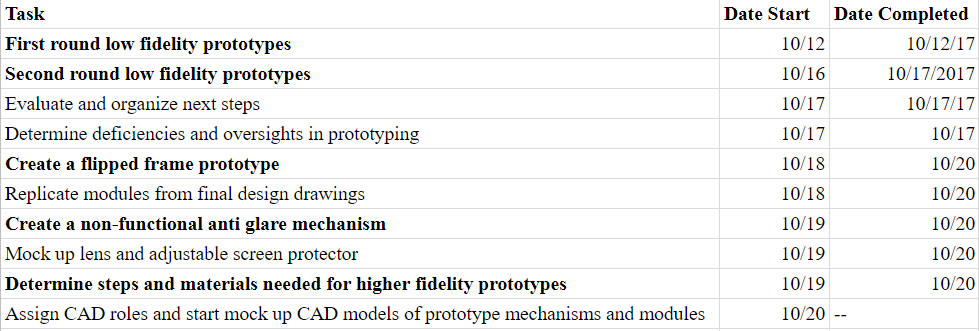 Task Date Start Date Completed
First round low fidelity prototypes 10/12 10/12/17
Second round low fidelity prototypes 10/16 10/17/2017
Evaluate and organize next steps 10/17 10/17/17
Determine deficiencies and oversights in prototyping 10/17 10/17
Create a flipped frame prototype 10/18 10/20
Replicate modules from final design drawings 10/18 10/20
Create a non-functional anti glare mechanism 10/19 10/20
Mock up lens and adjustable screen protector 10/19 10/20
Determine steps and materials needed for higher fidelity prototypes 10/19 10/20
Assign CAD roles and start mock up CAD models of prototype mechanisms and modules 10/20 --